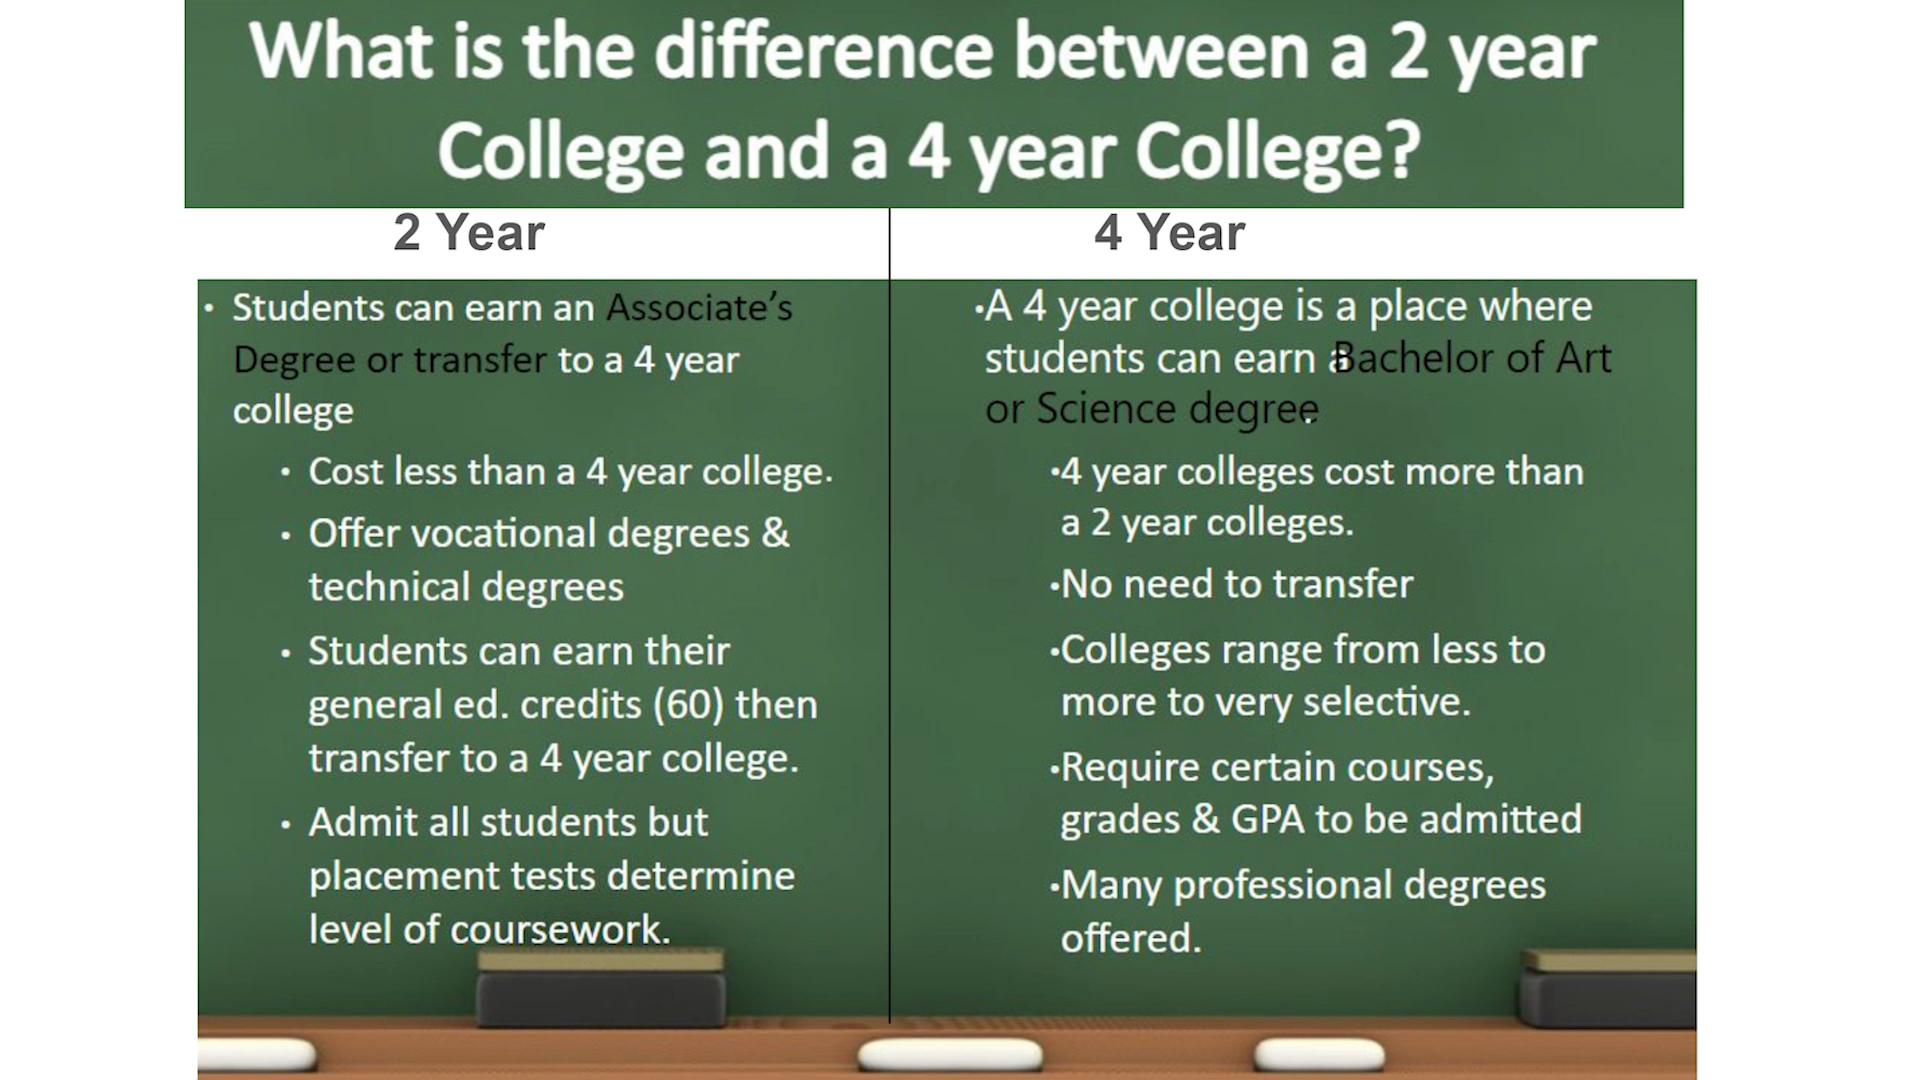 What is the difference between a 2 year
College and a 4 year College?
2 Year
• Students can earn an Associate’s
Degree or transfer to a 4 year
college
• Cost less than a 4 year college.
• Offer vocational degrees &
technical degrees
• Students can earn their
general ed. credits (60) then
transfer to a 4 year college.
• Admit all students but
placement tests determine
level of coursework.
4 Year
•A 4 year college is a place where
students can earn a Bachelor of Art
or Science degree.
•4 year colleges cost more than
a 2 year colleges.
•No need to transfer
•Colleges range from less to
more to very selective.
•Require certain courses,
grades & GPA to be admitted
•Many professional degrees
offered.